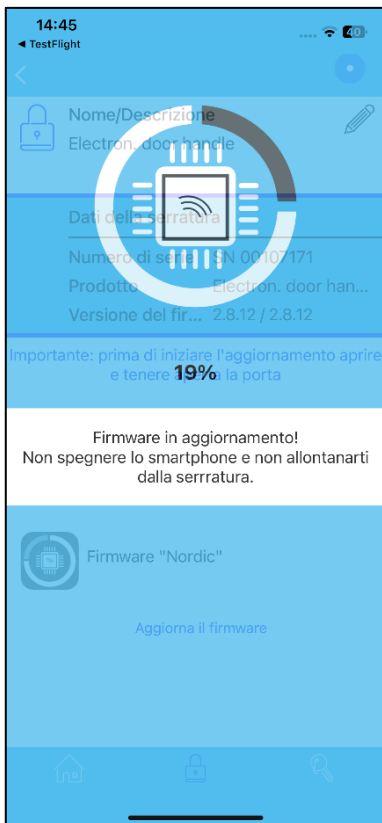 14:45
40
◀ TestFlight
Nome/Descrizione
Electron. door handle
Dati della serratura
Numero di serie SN 00107171
Prodotto Electron. door han...
Versione del fir... 2.8.12 / 2.8.12
Importante: prima di iniziare l'aggiornamento aprire
e tenere aperta la porta
19%
Firmware in aggiornamento!
Non spegnere lo smartphone e non allontanarti
dalla serrratura.
Firmware "Nordic"
Aggiorna il firmware